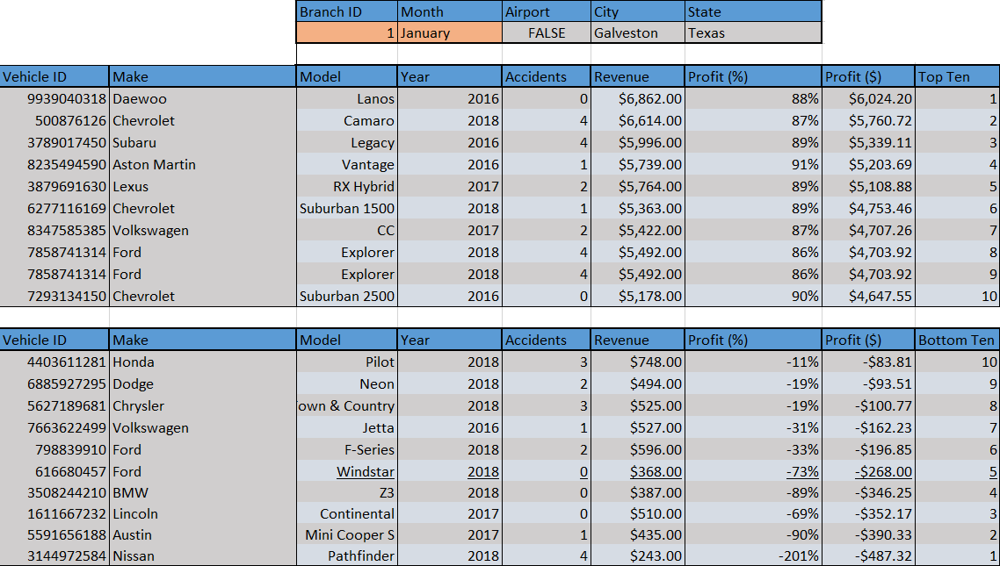 Branch ID Month Airport City State
1 January FALSE Galveston Texas
Vehicle ID Make Model Year Accidents Revenue Profit (%) Profit ($) Top Ten
9939040318 Daewoo Lanos 2016 0 $6,862.00 88% $6,024.20 1
500876126 Chevrolet Camaro 2018 4 $6,614.00 87% $5,760.72 2
3789017450 Subaru Legacy 2016 4 $5,996.00 89% $5,339.11 3
8235494590 Aston Martin Vantage 2016 1 $5,739.00 91% $5,203.69 4
3879691630 Lexus RX Hybrid 2017 2 $5,764.00 89% $5,108.88 5
6277116169 Chevrolet Suburban 1500 2018 1 $5,363.00 89% $4,753.46 6
8347585385 Volkswagen CC 2017 2 $5,422.00 87% $4,707.26 7
7858741314 Ford Explorer 2018 4 $5,492.00 86% $4,703.92 8
7858741314 Ford Explorer 2018 4 $5,492.00 86% $4,703.92 9
7293134150 Chevrolet Suburban 2500 2016 0 $5,178.00 90% $4,647.55 10
Vehicle ID Make Model Year Accidents Revenue Profit (%) Profit ($) Bottom Ten
4403611281 Honda Pilot 2018 3 $748.00 -11% -$83.81 10
6885927295 Dodge Neon 2018 2 $494.00 -19% -$93.51 9
5627189681 Chrysler own & Country 2018 3 $525.00 -19% -$100.77 8
7663622499 Volkswagen Jetta 2016 1 $527.00 -31% -$162.23 7
798839910 Ford F-Series 2018 2 $596.00 -33% -$196.85 6
616680457 Ford Windstar 2018 0 $368.00 -73% -$268.00 5
3508244210 BMW Z3 2018 0 $387.00 -89% -$346.25 4
1611667232 Lincoln Continental 2017 0 $510.00 -69% -$352.17 3
5591656188 Austin Mini Cooper S 2017 1 $435.00 -90% -$390.33 2
3144972584 Nissan Pathfinder 2018 4 $243.00 -201% -$487.32 1